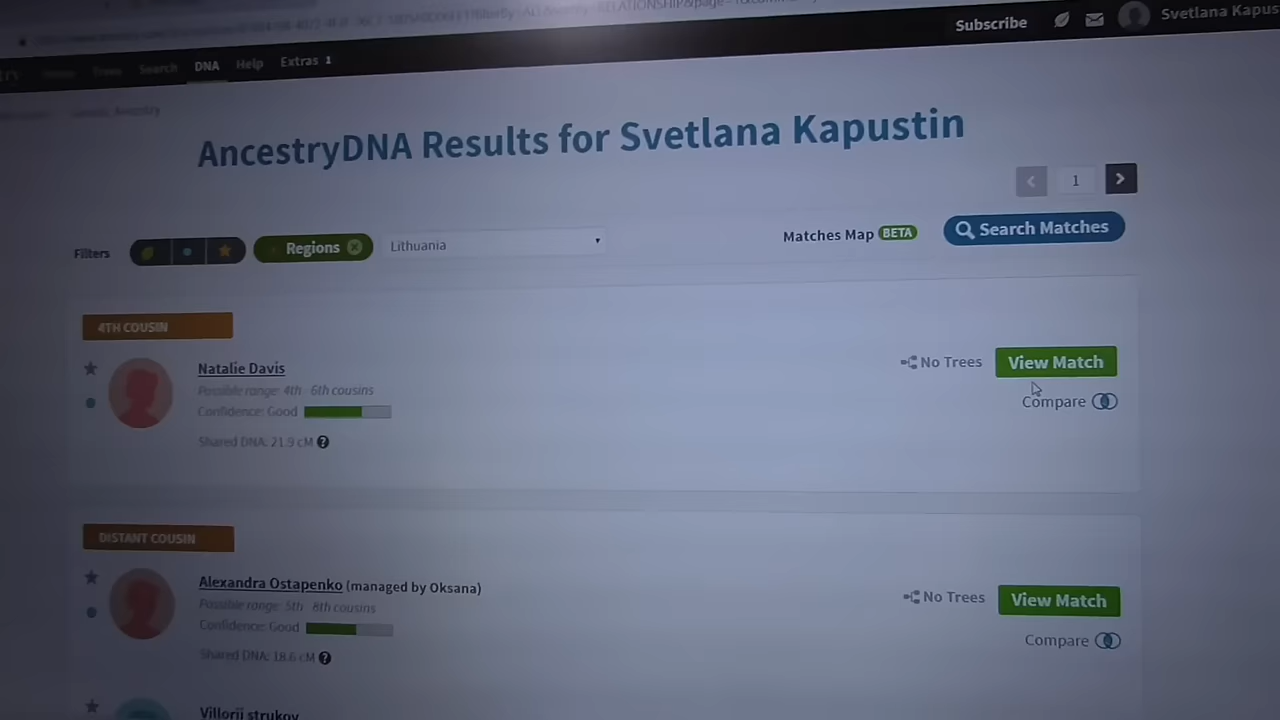 Subscribe
Svetlana Kapus
Search DNA Help Extras 1
AncestryDNA Results for Svetlana Kapustin
1
Filters Regions Lithuania Matches Map BETA Search Matches
4TH COUSIN
Natalie Davis No Trees View Match
Possible range: 4th - 6th cousins
Confidence: Good Compare
Shared DNA: 21.9 cM ?
DISTANT COUSIN
Alexandra Ostapenko (managed by Oksana) No Trees View Match
Possible range: 5th - 8th cousins
Confidence: Good Compare
Shared DNA: 18.6 cM ?
Villorii strukov